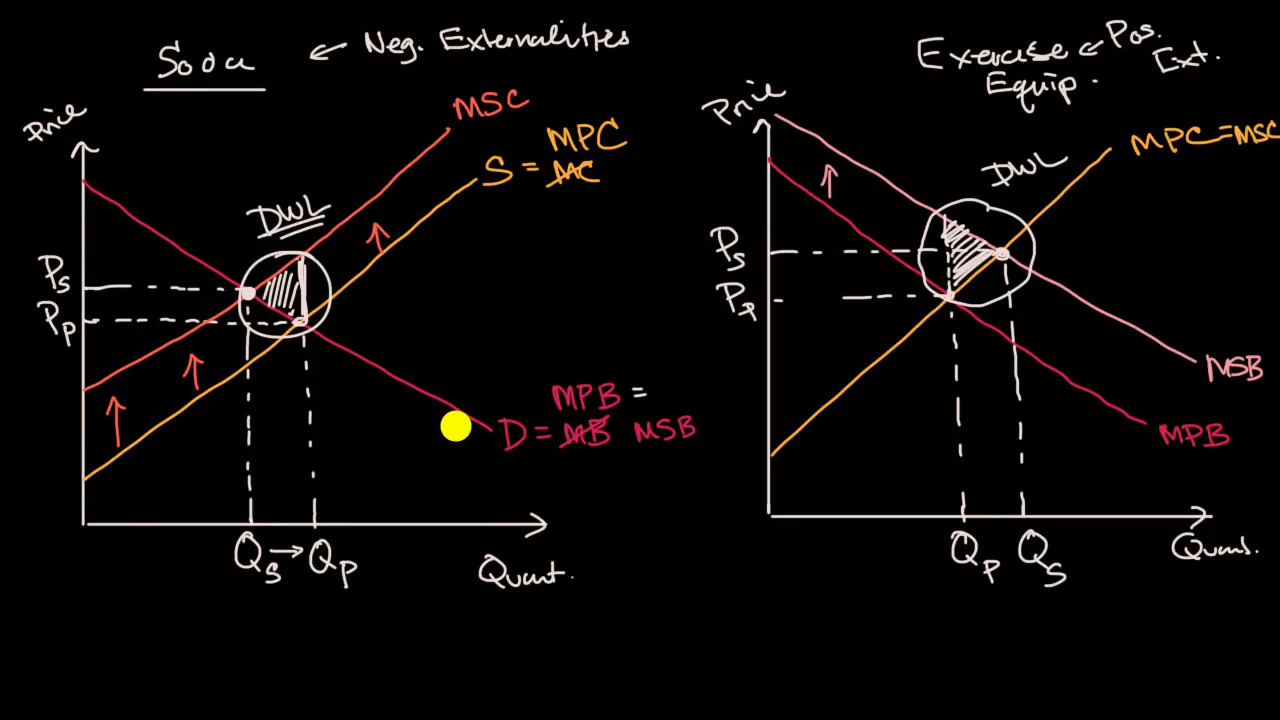 Soda ← Neg. Externalities
Price
MSC
MPC
S = MC
DWL
Ps
Pp
MPB =
D = MB MSB
Qs → Qp
Quant.
Exercise ← Pos. Ext.
Equip.
Price
MPC=MSC
DWL
Ps
Pp
MSB
MPB
Qp Qs
Quant.